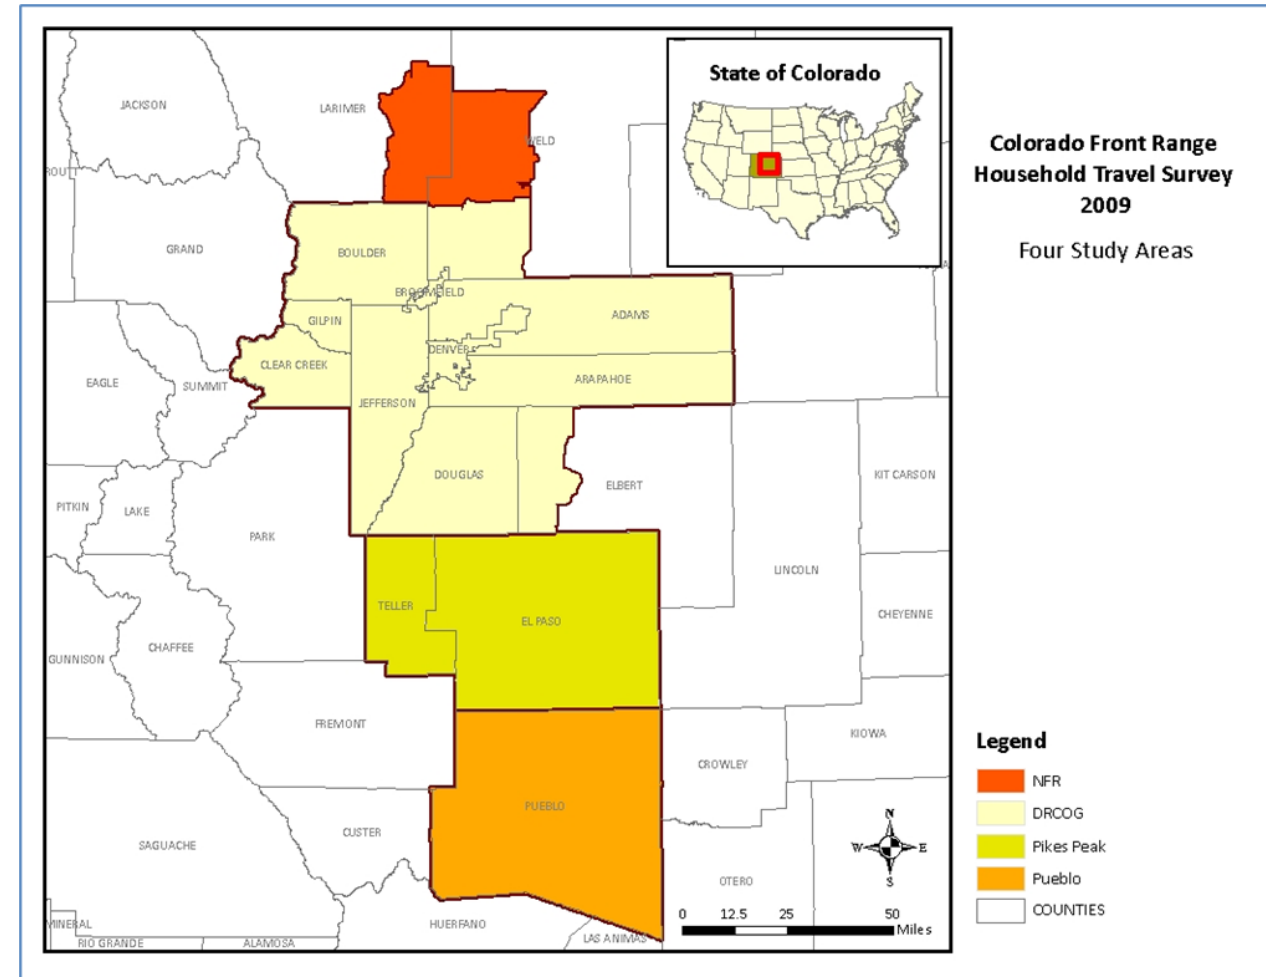 State of Colorado
Colorado Front Range
Household Travel Survey
2009
Four Study Areas
JACKSON
LARIMER
ELD
ROUTT
GRAND
BOULDER
BROOMFIELD
GILPIN
ADAMS
DENVER
CLEAR CREEK
EAGLE
SUMMIT
ARAPAHOE
JEFFERSON
DOUGLAS
ELBERT
KIT CARSON
PITKIN
LAKE
PARK
LINCOLN
TELLER
EL PASO
CHEYENNE
CHAFFEE
GUNNISON
FREMONT
KIOWA
CROWLEY
PUEBLO
CUSTER
SAGUACHE
OTERO
HUERFANO
MINERAL
RIO GRANDE
ALAMOSA
LAS ANIMAS
N
W E
S
0 12.5 25 50
Miles
Legend
NFR
DRCOG
Pikes Peak
Pueblo
COUNTIES